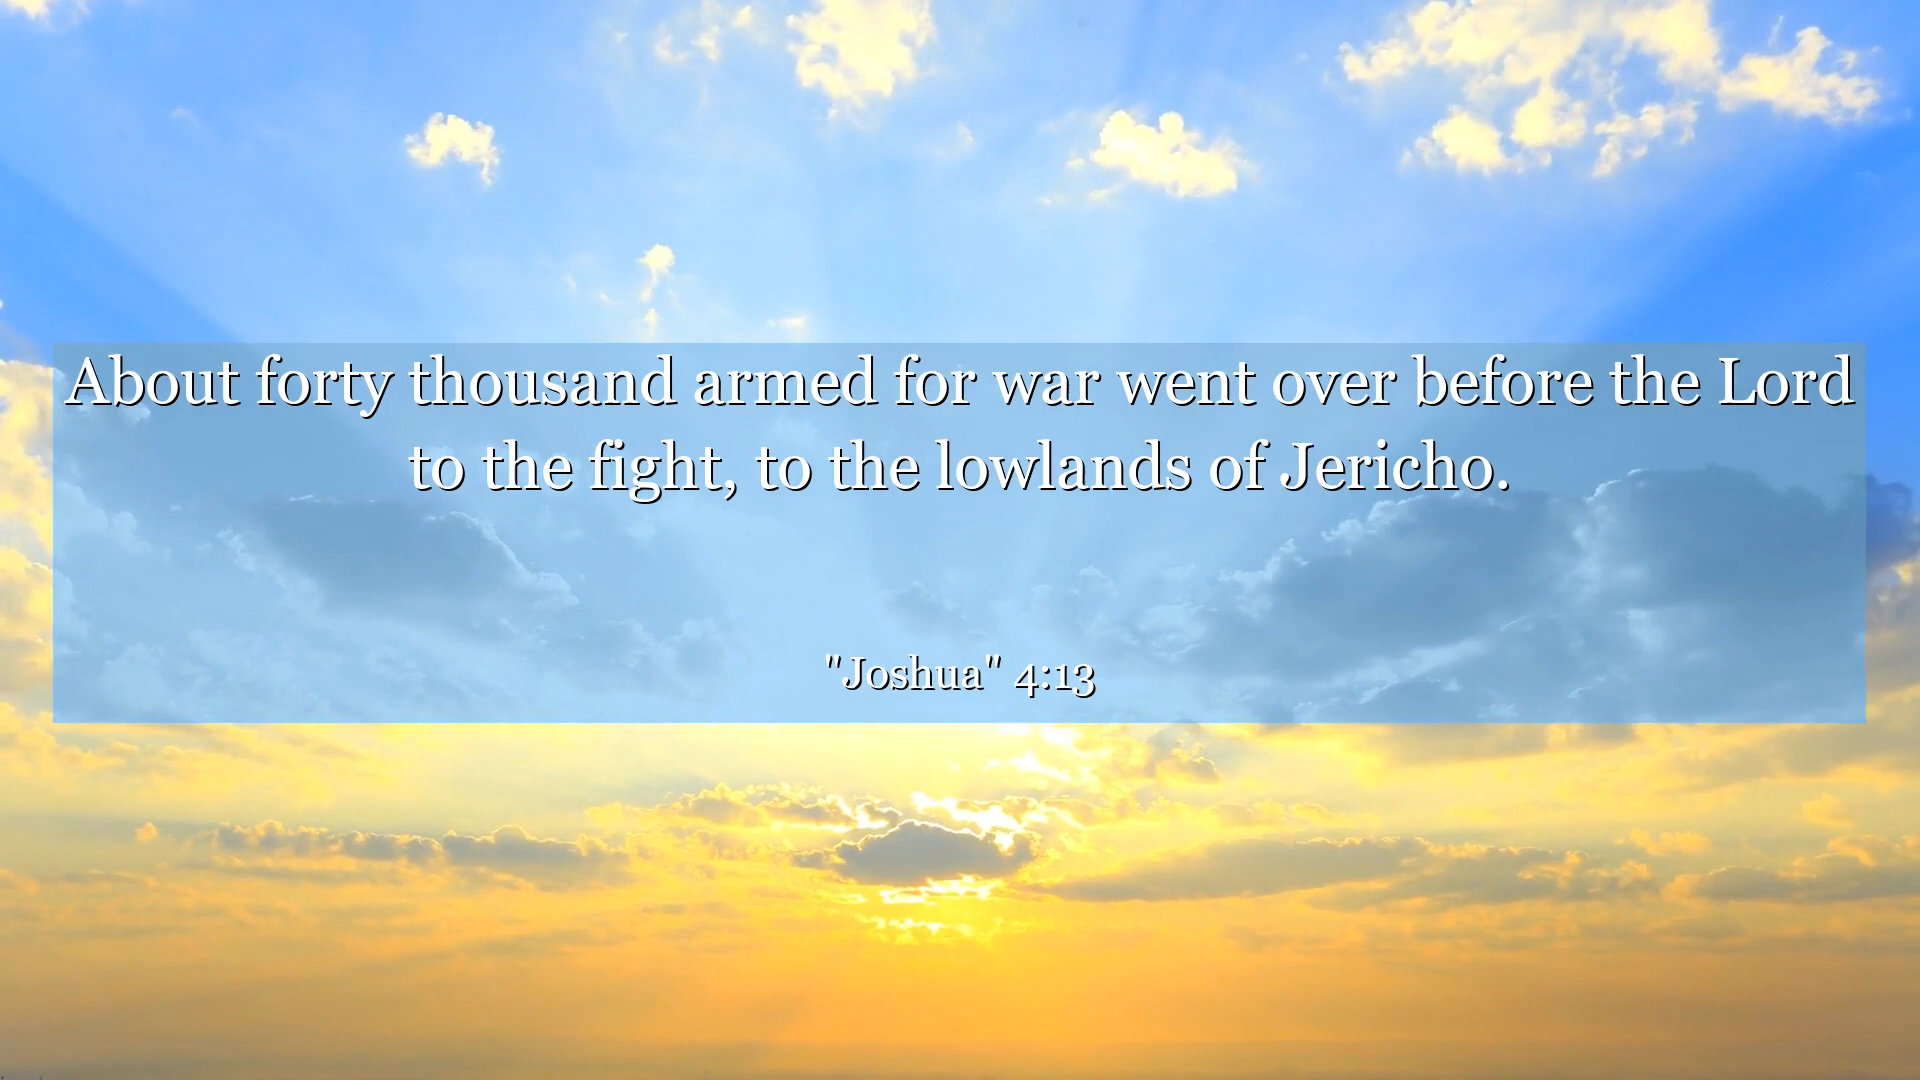 About forty thousand armed for war went over before the Lord
to the fight, to the lowlands of Jericho.
"Joshua" 4:13